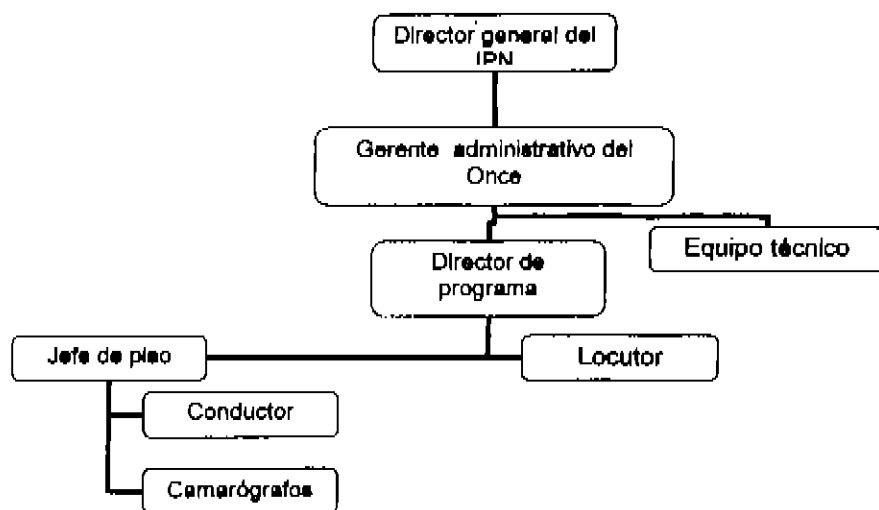 Director general del
IPN
Gerente administrativo del
Once
Equipo técnico
Director de
programa
Jefe de piso
Locutor
Conductor
Camarógrafos